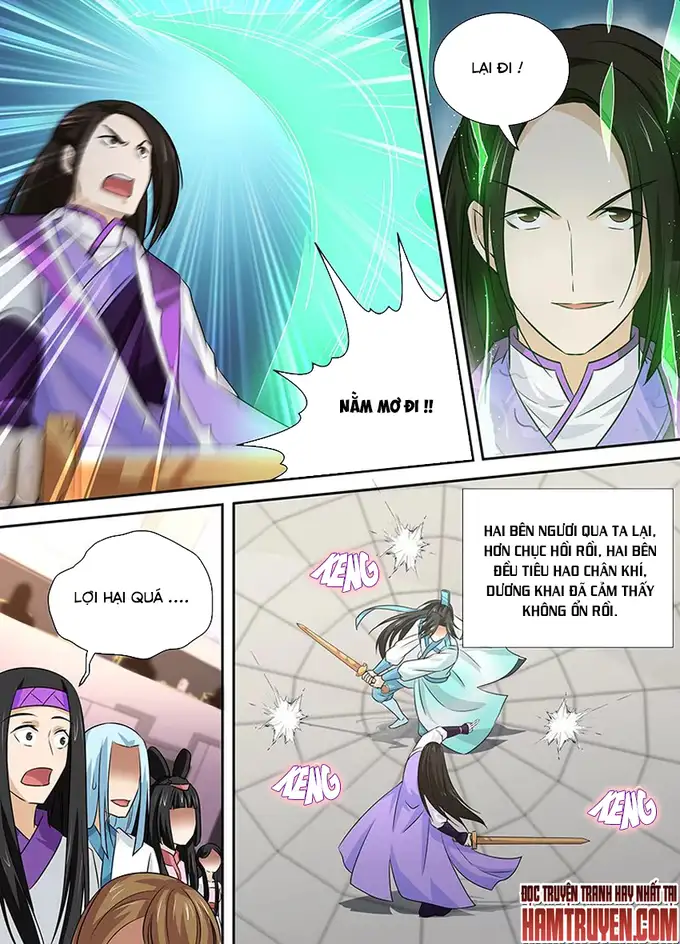 NẰM MƠ ĐI !!
LẠI ĐI !
LỢI HẠI QUÁ ....
HAI BÊN NGƯƠI QUA TA LẠI,
HƠN CHỤC HỒI RỒI, HAI BÊN
ĐỀU TIÊU HAO CHÂN KHÍ,
DƯƠNG KHAI ĐÃ CẢM THẤY
KHÔNG ỔN RỒI.
KENG
KENG
KENG
ĐỌC TRUYỆN TRANH HAY NHẤT TẠI
HAMTRUYEN.COM